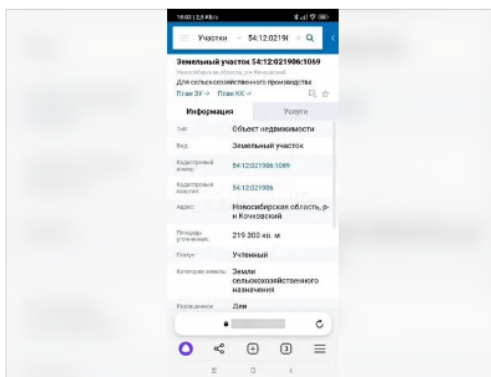 Участки 54:12:02190
Земельный участок 54:12:021906:1069
Новосибирская область, р-н Кочковский
Для сельскохозяйственного производства
План ЗУ → План КК →
Информация Услуги
Тип: Объект недвижимости
Вид: Земельный участок
Кадастровый номер: 54:12:021906:1069
Кадастровый квартал: 54:12:021906
Адрес: Новосибирская область, р-
н Кочковский
Площадь уточненная: 219 300 кв. м
Статус: Учтенный
Категория земель: Земли
сельскохозяйственного
назначения
Разрешенное Для
3